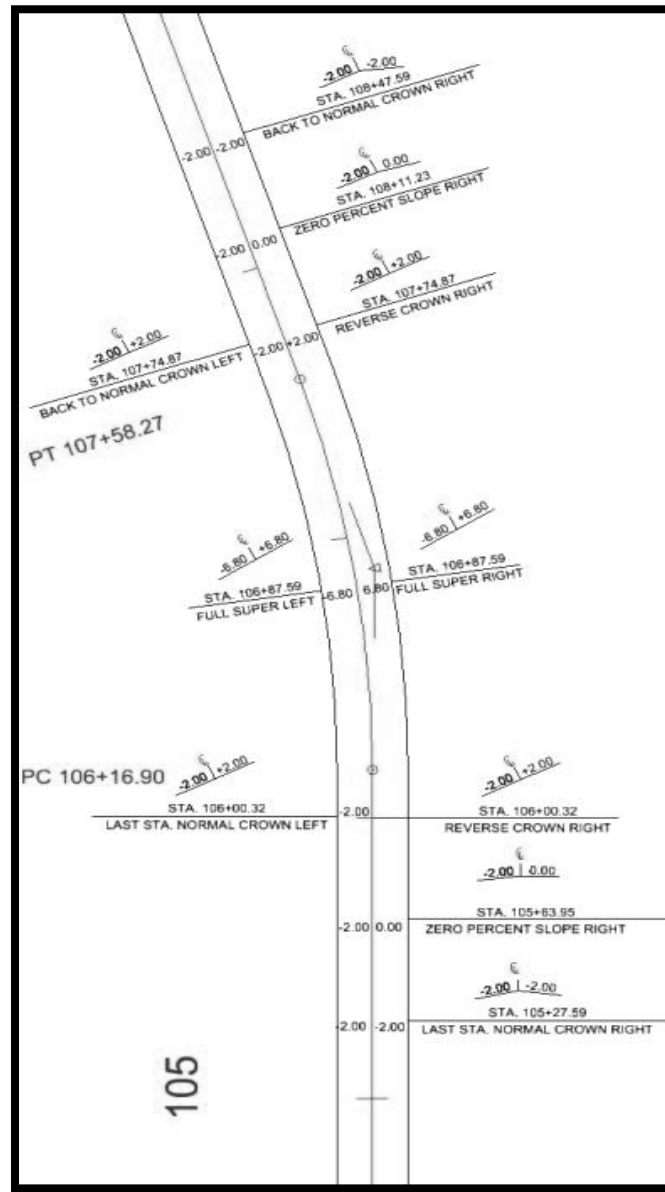 -2.00 -2.00
STA. 108+47.59
BACK TO NORMAL CROWN RIGHT
-2.00 -2.00
-2.00 0.00
STA. 108+11.23
ZERO PERCENT SLOPE RIGHT
-2.00 0.00
-2.00 +2.00
STA. 107+74.87
REVERSE CROWN RIGHT
-2.00 +2.00
STA. 107+74.87
BACK TO NORMAL CROWN LEFT
-2.00 +2.00
PT 107+58.27
-6.80 +6.80
STA. 106+87.59
FULL SUPER LEFT
-6.80 6.80
-6.80 +6.80
STA. 106+87.59
FULL SUPER RIGHT
PC 106+16.90
-2.00 +2.00
STA. 106+00.32
LAST STA. NORMAL CROWN LEFT
-2.00
-2.00 +2.00
STA. 106+00.32
REVERSE CROWN RIGHT
-2.00 0.00
STA. 105+63.95
ZERO PERCENT SLOPE RIGHT
-2.00 0.00
-2.00 -2.00
STA. 105+27.59
LAST STA. NORMAL CROWN RIGHT
-2.00 -2.00
105